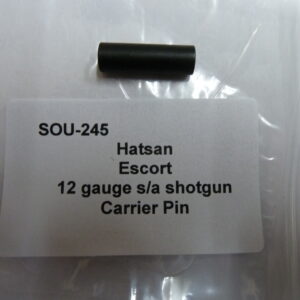 SOU-245
Hatsan
Escort
12 gauge s/a shotgun
Carrier Pin